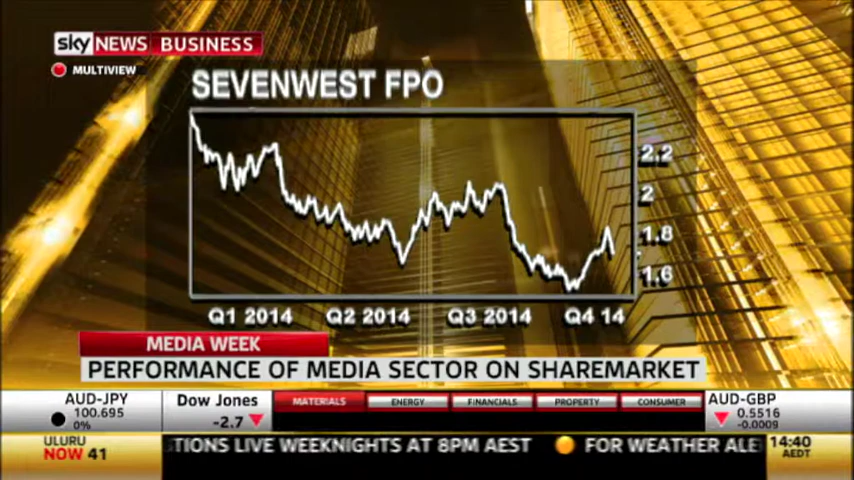 sky NEWS BUSINESS
MULTIVIEW
SEVENWEST FPO
2.2
2
1.8
1.6
Q1 2014 Q2 2014 Q3 2014 Q4 14
MEDIA WEEK
PERFORMANCE OF MEDIA SECTOR ON SHAREMARKET
AUD-JPY
100.695
0%
Dow Jones
-2.7
MATERIALS ENERGY FINANCIALS PROPERTY CONSUMER
AUD-GBP
0.5516
-0.0009
ULURU
NOW 41
TIONS LIVE WEEKNIGHTS AT 8PM AEST FOR WEATHER ALE
14:40
AEDT